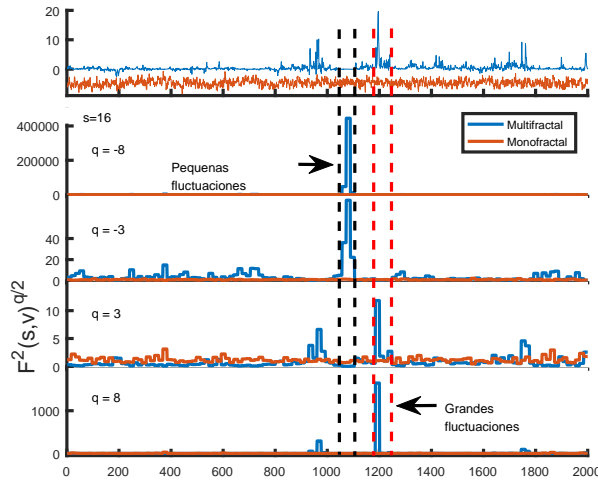 20
10
0
s=16
400000
q = -8
200000
0
Pequenas
fluctuaciones
Multifractal
Monofractal
q = -3
40
20
0
q = 3
10
5
0
q = 8
1000
0
Grandes
fluctuaciones
F²(s,v)^q/2
0 200 400 600 800 1000 1200 1400 1600 1800 2000